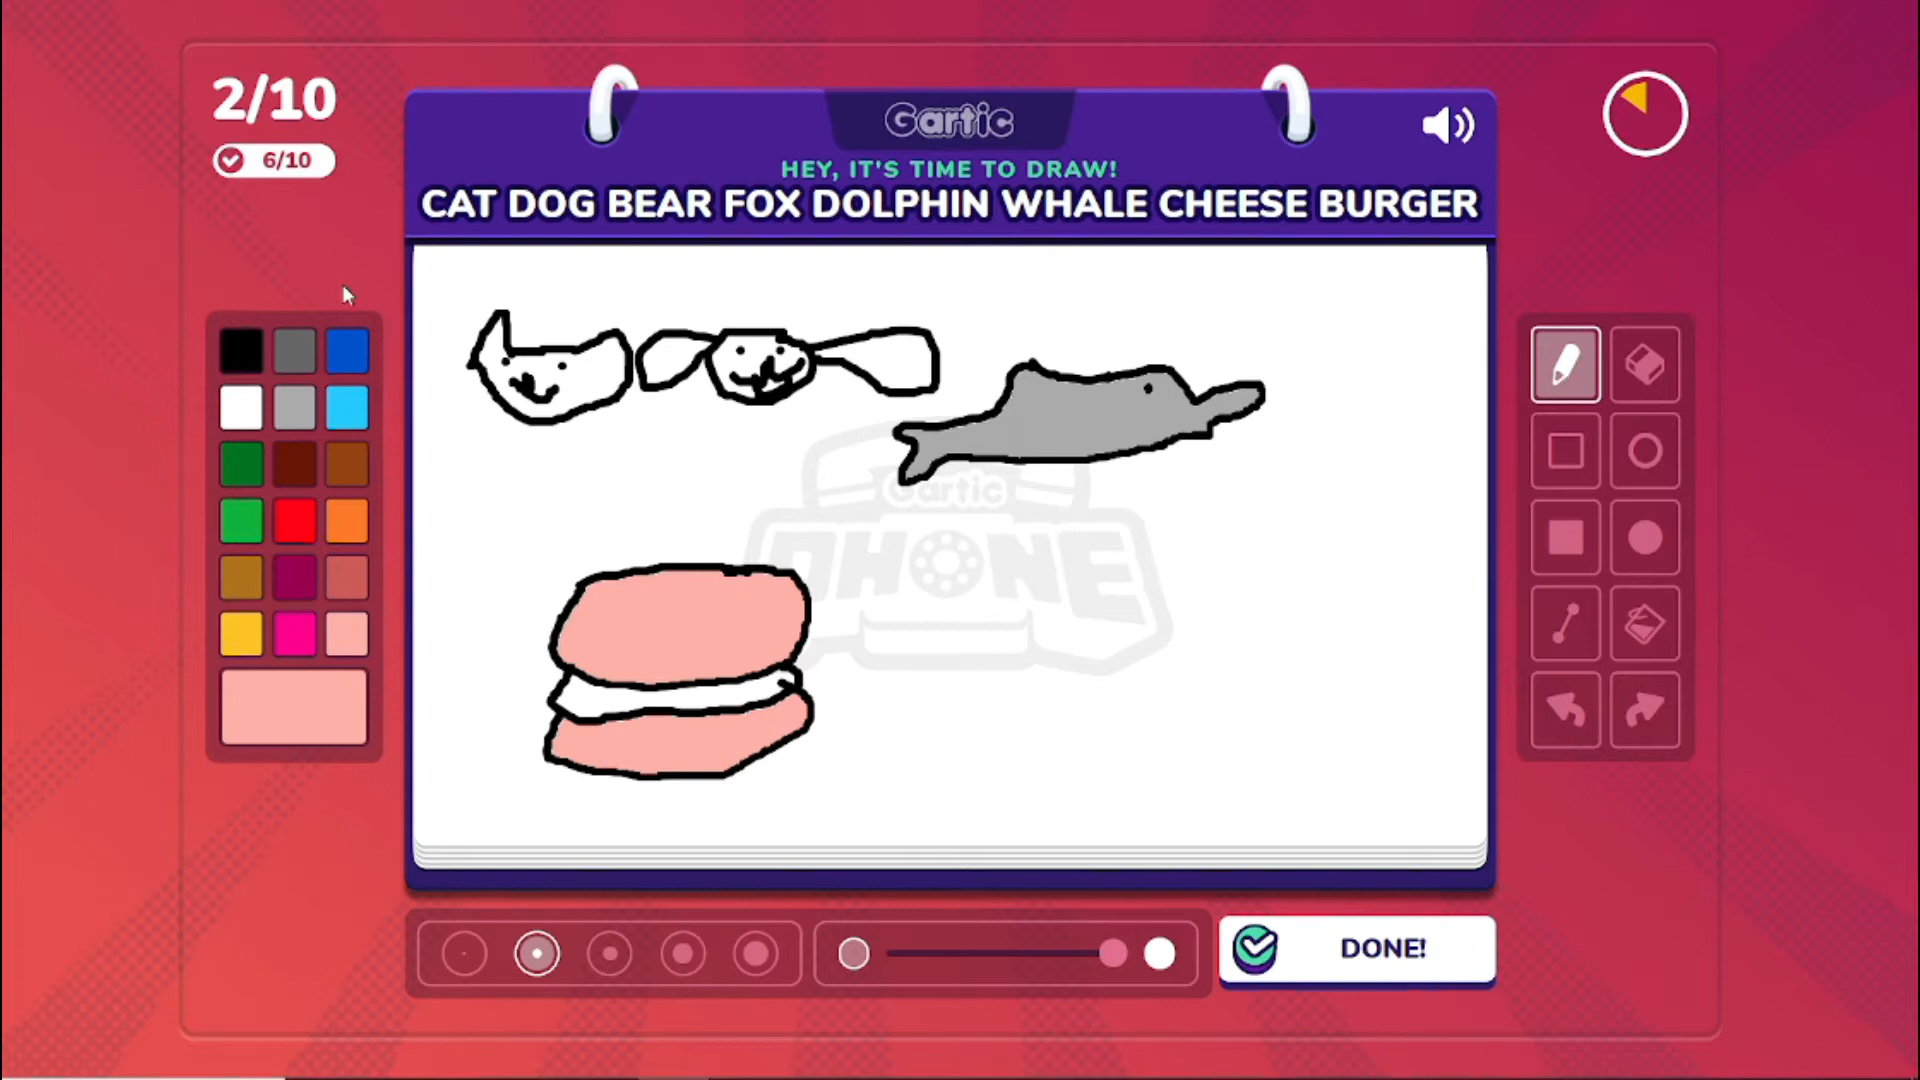 2/10
6/10
Gartic
HEY, IT'S TIME TO DRAW!
CAT DOG BEAR FOX DOLPHIN WHALE CHEESE BURGER
Gartic
PHONE
DONE!